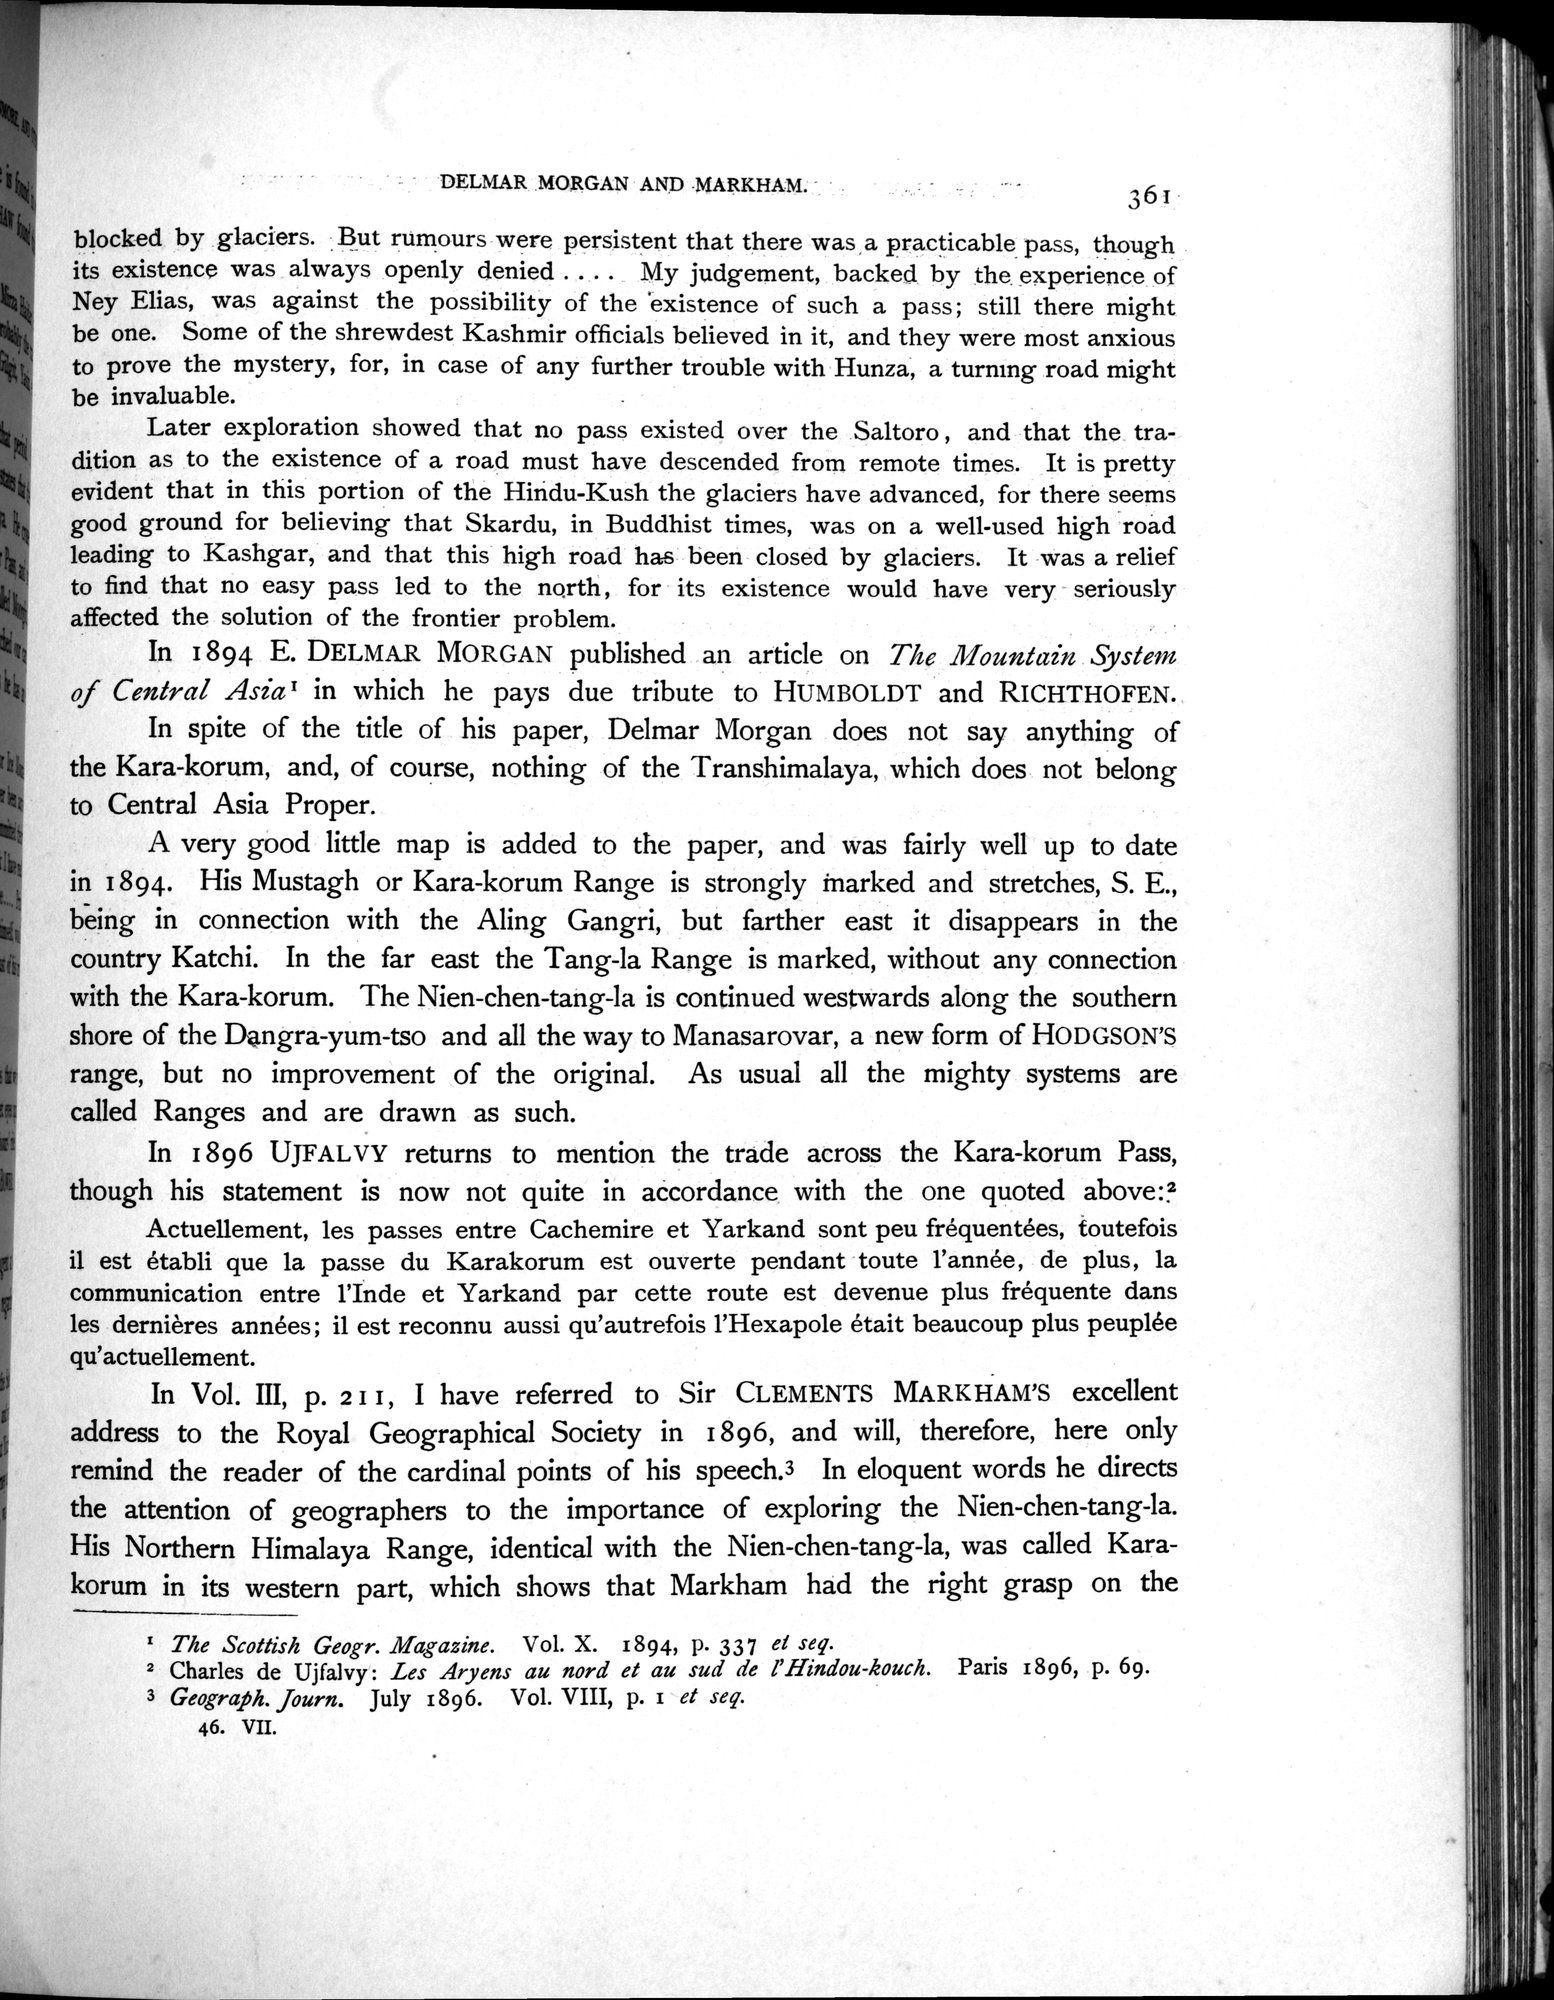 DELMAR MORGAN AND MARKHAM.
361
blocked by glaciers. But rumours were persistent that there was a practicable pass, though
its existence was always openly denied .... My judgement, backed by the experience of
Ney Elias, was against the possibility of the existence of such a pass; still there might
be one. Some of the shrewdest Kashmir officials believed in it, and they were most anxious
to prove the mystery, for, in case of any further trouble with Hunza, a turning road might
be invaluable.
Later exploration showed that no pass existed over the Saltoro, and that the tra-
dition as to the existence of a road must have descended from remote times. It is pretty
evident that in this portion of the Hindu-Kush the glaciers have advanced, for there seems
good ground for believing that Skardu, in Buddhist times, was on a well-used high road
leading to Kashgar, and that this high road has been closed by glaciers. It was a relief
to find that no easy pass led to the north, for its existence would have very seriously
affected the solution of the frontier problem.
In 1894 E. DELMAR MORGAN published an article on The Mountain System
of Central Asia¹ in which he pays due tribute to HUMBOLDT and RICHTHOFEN.
In spite of the title of his paper, Delmar Morgan does not say anything of
the Kara-korum, and, of course, nothing of the Transhimalaya, which does not belong
to Central Asia Proper.
A very good little map is added to the paper, and was fairly well up to date
in 1894. His Mustagh or Kara-korum Range is strongly marked and stretches, S. E.,
being in connection with the Aling Gangri, but farther east it disappears in the
country Katchi. In the far east the Tang-la Range is marked, without any connection
with the Kara-korum. The Nien-chen-tang-la is continued westwards along the southern
shore of the Dangra-yum-tso and all the way to Manasarovar, a new form of HODGSON'S
range, but no improvement of the original. As usual all the mighty systems are
called Ranges and are drawn as such.
In 1896 UJFALVY returns to mention the trade across the Kara-korum Pass,
though his statement is now not quite in accordance with the one quoted above:²
Actuellement, les passes entre Cachemire et Yarkand sont peu fréquentées, toutefois
il est établi que la passe du Karakorum est ouverte pendant toute l'année, de plus, la
communication entre l'Inde et Yarkand par cette route est devenue plus fréquente dans
les dernières années; il est reconnu aussi qu'autrefois l'Hexapole était beaucoup plus peuplée
qu'actuellement.
In Vol. III, p. 211, I have referred to Sir CLEMENTS MARKHAM'S excellent
address to the Royal Geographical Society in 1896, and will, therefore, here only
remind the reader of the cardinal points of his speech.³ In eloquent words he directs
the attention of geographers to the importance of exploring the Nien-chen-tang-la.
His Northern Himalaya Range, identical with the Nien-chen-tang-la, was called Kara-
korum in its western part, which shows that Markham had the right grasp on the
¹ The Scottish Geogr. Magazine. Vol. X. 1894, p. 337 et seq.
² Charles de Ujfalvy: Les Aryens au nord et au sud de l'Hindou-kouch. Paris 1896, p. 69.
³ Geograph. Journ. July 1896. Vol. VIII, p. 1 et seq.
46. VII.